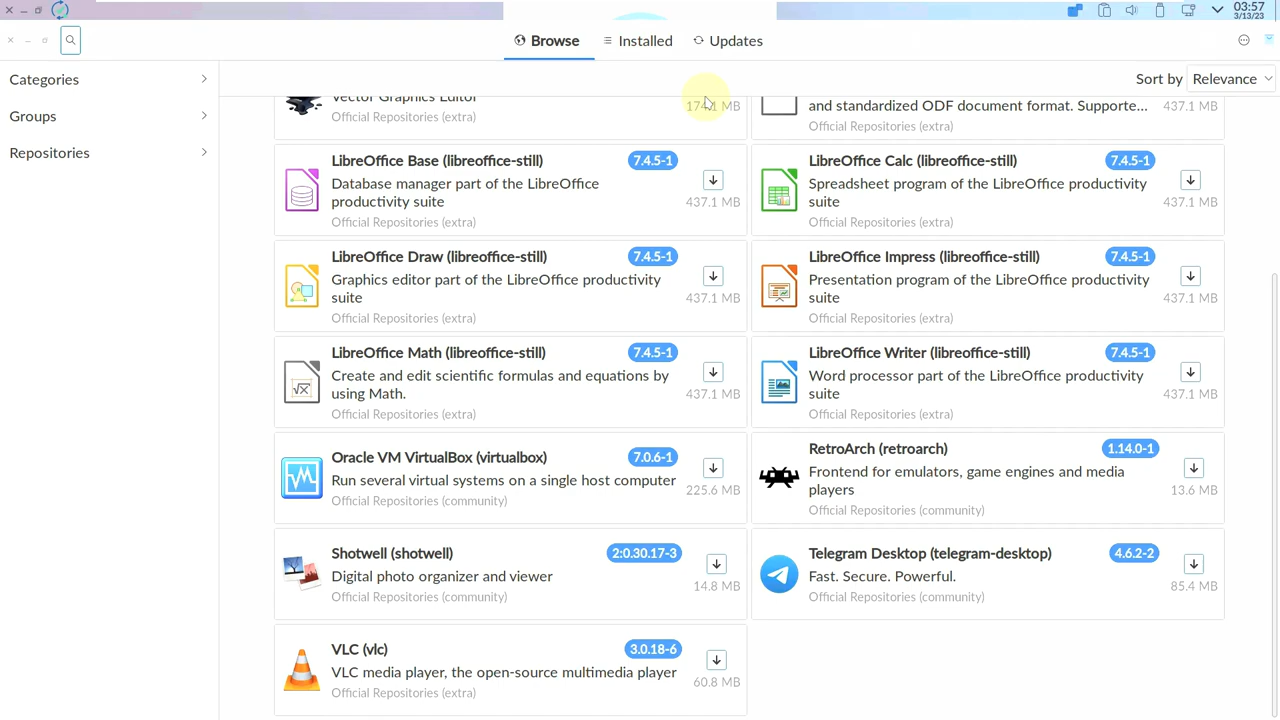 03:57
3/13/23
Browse
Installed
Updates
Categories
Groups
Repositories
Sort by
Relevance
Vector Graphics Editor
174.1 MB
Official Repositories (extra)
and standardized ODF document format. Supporte...
437.1 MB
Official Repositories (extra)
LibreOffice Base (libreoffice-still)
7.4.5-1
Database manager part of the LibreOffice
productivity suite
437.1 MB
Official Repositories (extra)
LibreOffice Calc (libreoffice-still)
7.4.5-1
Spreadsheet program of the LibreOffice productivity
suite
437.1 MB
Official Repositories (extra)
LibreOffice Draw (libreoffice-still)
7.4.5-1
Graphics editor part of the LibreOffice productivity
suite
437.1 MB
Official Repositories (extra)
LibreOffice Impress (libreoffice-still)
7.4.5-1
Presentation program of the LibreOffice productivity
suite
437.1 MB
Official Repositories (extra)
LibreOffice Math (libreoffice-still)
7.4.5-1
Create and edit scientific formulas and equations by
using Math.
437.1 MB
Official Repositories (extra)
LibreOffice Writer (libreoffice-still)
7.4.5-1
Word processor part of the LibreOffice productivity
suite
437.1 MB
Official Repositories (extra)
Oracle VM VirtualBox (virtualbox)
7.0.6-1
Run several virtual systems on a single host computer
225.6 MB
Official Repositories (community)
RetroArch (retroarch)
1.14.0-1
Frontend for emulators, game engines and media
players
13.6 MB
Official Repositories (community)
Shotwell (shotwell)
2:0.30.17-3
Digital photo organizer and viewer
14.8 MB
Official Repositories (community)
Telegram Desktop (telegram-desktop)
4.6.2-2
Fast. Secure. Powerful.
85.4 MB
Official Repositories (community)
VLC (vlc)
3.0.18-6
VLC media player, the open-source multimedia player
60.8 MB
Official Repositories (extra)